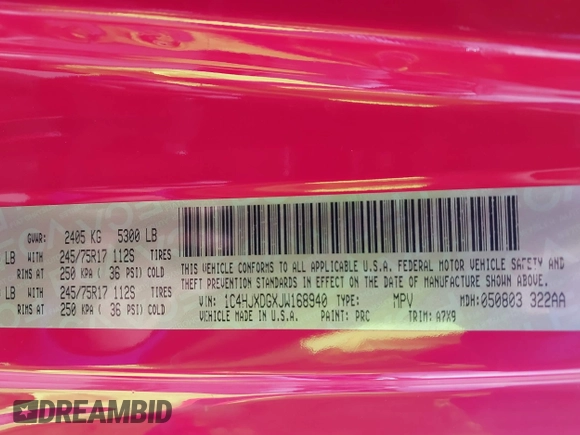 GVWR: 2405 KG 5300 LB
LB WITH 245/75R17 112S TIRES
RIMS AT 250 KPA ( 36 PSI) COLD
LB WITH 245/75R17 112S TIRES
RIMS AT 250 KPA ( 36 PSI) COLD
THIS VEHICLE CONFORMS TO ALL APPLICABLE U.S.A. FEDERAL MOTOR VEHICLE SAFETY AND
THEFT PREVENTION STANDARDS IN EFFECT ON THE DATE OF MANUFACTURE SHOWN ABOVE.
VIN: 1C4HJXDGXJW168940 TYPE: MPV MDH: 050803 322AA
VEHICLE MADE IN U.S.A. PAINT: PRC TRIM: A7X9
DREAMBID